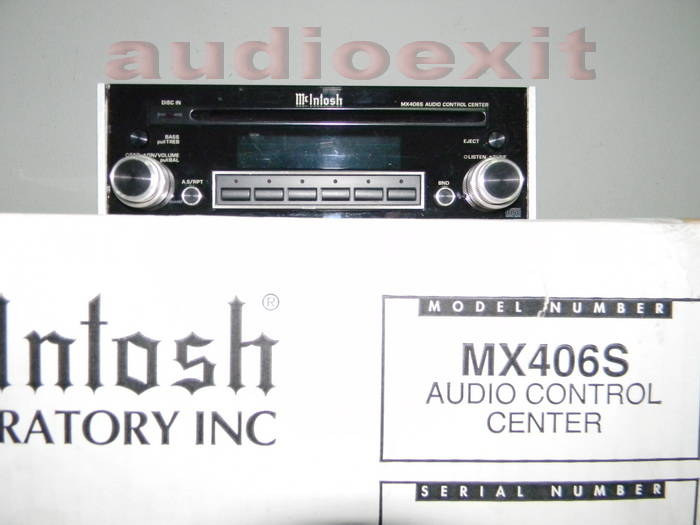 audioexit
McIntosh
DISC IN
MX406S AUDIO CONTROL CENTER
BASS
pull TREB
EJECT
/VOLUME
pull BAL
LISTEN
A.S/RPT
BND
ntosh®
RATORY INC
MODEL NUMBER
MX406S
AUDIO CONTROL
CENTER
SERIAL NUMBER